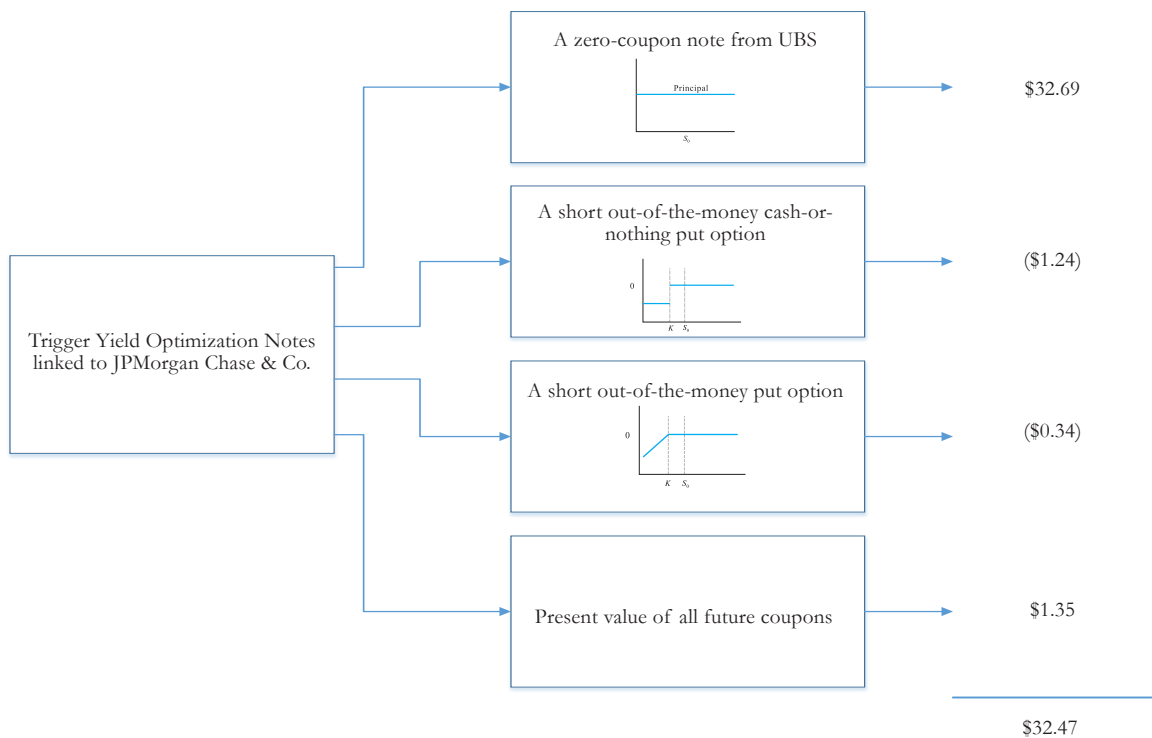 A zero-coupon note from UBS
Principal
S₀
$32.69
A short out-of-the-money cash-or-
nothing put option
0
K
S₀
($1.24)
Trigger Yield Optimization Notes
linked to JPMorgan Chase & Co.
A short out-of-the-money put option
0
K
S₀
($0.34)
Present value of all future coupons
$1.35
$32.47